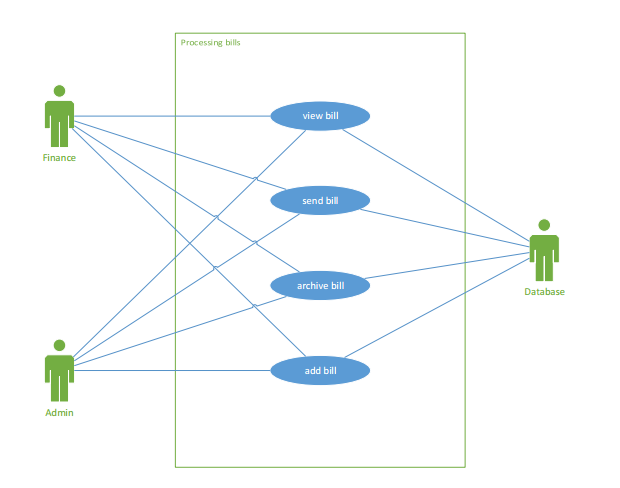 Processing bills
view bill
Finance
send bill
archive bill
Database
add bill
Admin